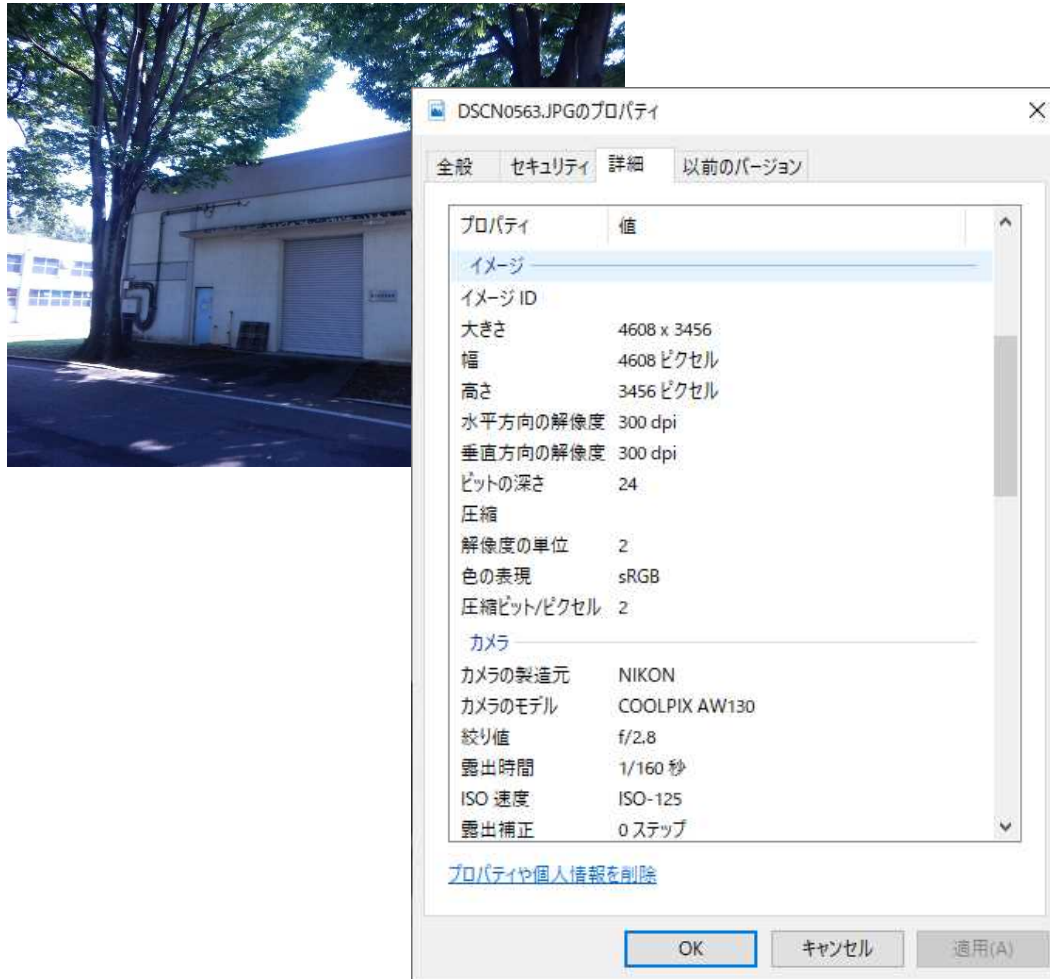 DSCN0563.JPGのプロパティ
全般 セキュリティ 詳細 以前のバージョン
プロパティ 値
イメージ
イメージ ID
大きさ 4608 x 3456
幅 4608 ピクセル
高さ 3456 ピクセル
水平方向の解像度 300 dpi
垂直方向の解像度 300 dpi
ビットの深さ 24
圧縮
解像度の単位 2
色の表現 sRGB
圧縮ビット/ピクセル 2
カメラ
カメラの製造元 NIKON
カメラのモデル COOLPIX AW130
絞り値 f/2.8
露出時間 1/160 秒
ISO 速度 ISO-125
露出補正 0 ステップ
プロパティや個人情報を削除
OK キャンセル 適用(A)